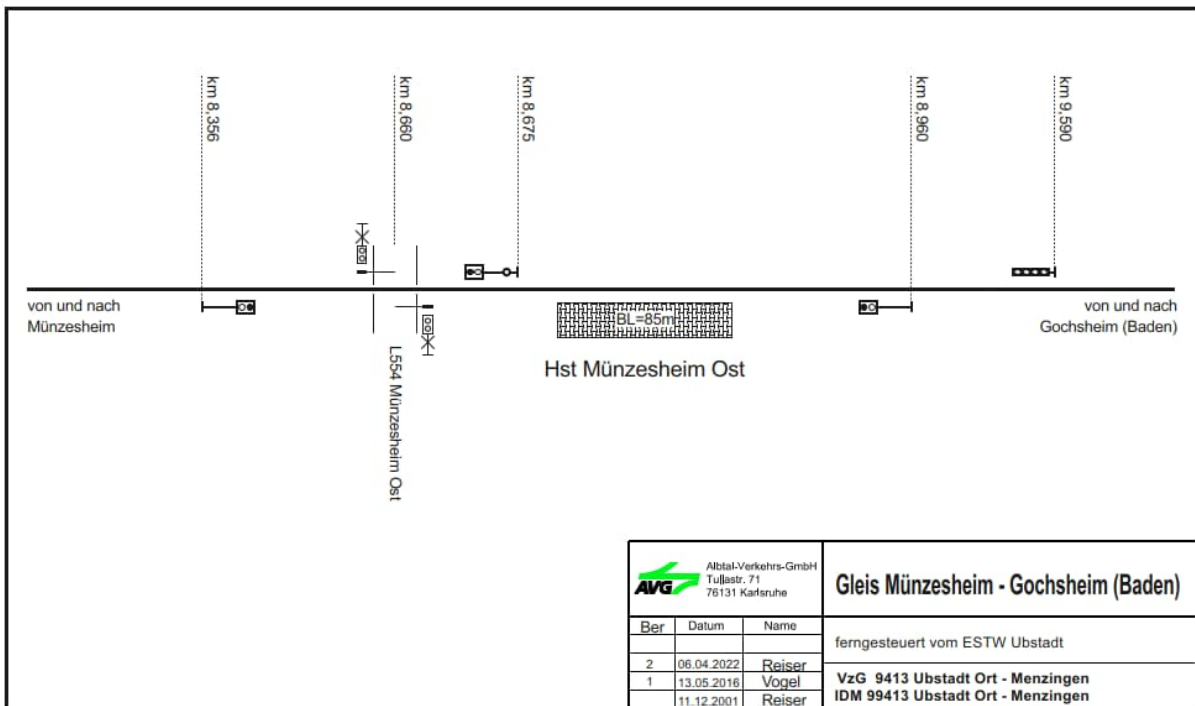 km 8,356
km 8,660
km 8,675
km 8,960
km 9,590
von und nach
Münzesheim
BL=85m
von und nach
Gochsheim (Baden)
Hst Münzesheim Ost
L554 Münzesheim Ost
AVG
Albtal-Verkehrs-GmbH
Tullastr. 71
76131 Karlsruhe
Gleis Münzesheim - Gochsheim (Baden)
Ber Datum Name
ferngesteuert vom ESTW Ubstadt
2 06.04.2022 Reiser
1 13.05.2016 Vogel
11.12.2001 Reiser
VzG 9413 Ubstadt Ort - Menzingen
IDM 99413 Ubstadt Ort - Menzingen